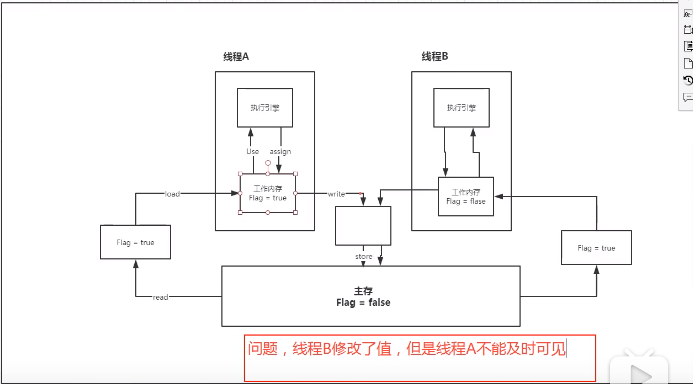 线程A
线程B
执行引擎
执行引擎
Use
assign
工作内存
Flag = true
工作内存
Flag = flase
load
write
Flag = true
Flag = true
store
read
主存
Flag = false
问题，线程B修改了值，但是线程A不能及时可见